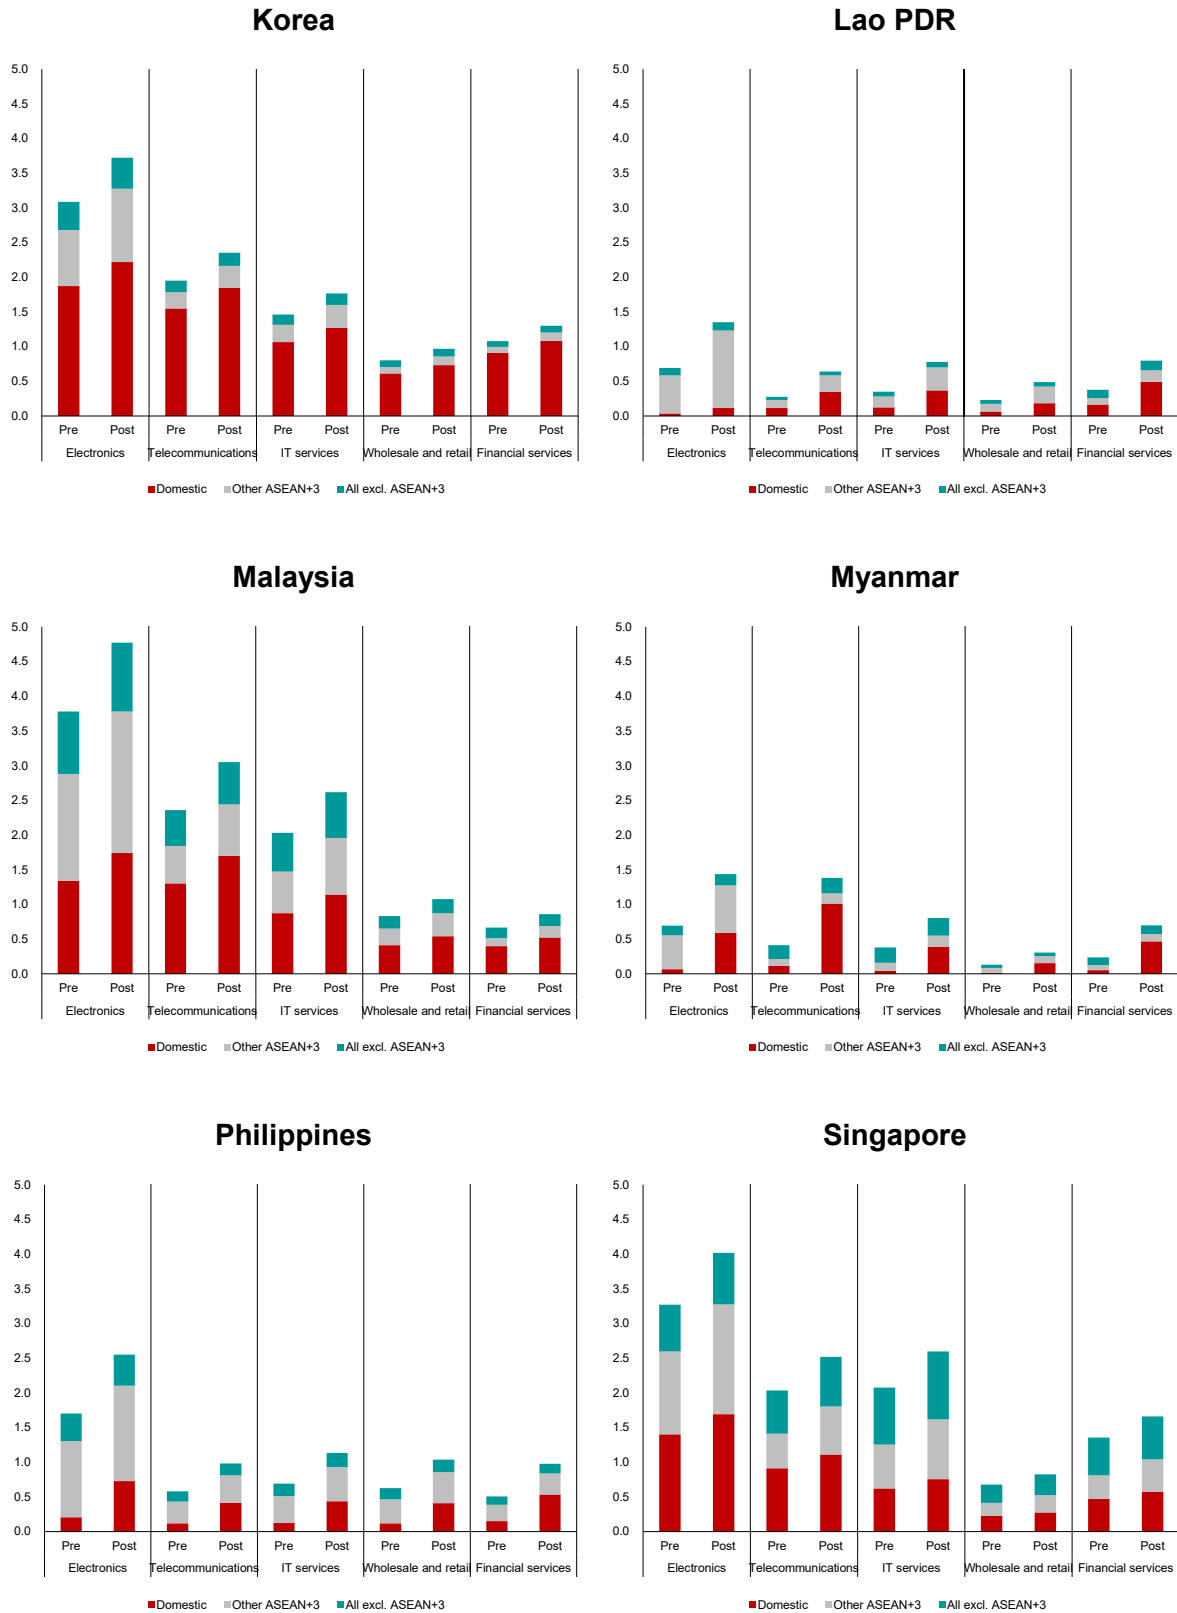 Korea
Lao PDR
5.0
4.5
4.0
3.5
3.0
2.5
2.0
1.5
1.0
0.5
0.0
Pre Post Pre Post Pre Post Pre Post Pre Post
Electronics Telecommunications IT services Wholesale and retail Financial services
Domestic Other ASEAN+3 All excl. ASEAN+3
5.0
4.5
4.0
3.5
3.0
2.5
2.0
1.5
1.0
0.5
0.0
Pre Post Pre Post Pre Post Pre Post Pre Post
Electronics Telecommunications IT services Wholesale and retail Financial services
Domestic Other ASEAN+3 All excl. ASEAN+3
Malaysia
Myanmar
5.0
4.5
4.0
3.5
3.0
2.5
2.0
1.5
1.0
0.5
0.0
Pre Post Pre Post Pre Post Pre Post Pre Post
Electronics Telecommunications IT services Wholesale and retail Financial services
Domestic Other ASEAN+3 All excl. ASEAN+3
5.0
4.5
4.0
3.5
3.0
2.5
2.0
1.5
1.0
0.5
0.0
Pre Post Pre Post Pre Post Pre Post Pre Post
Electronics Telecommunications IT services Wholesale and retail Financial services
Domestic Other ASEAN+3 All excl. ASEAN+3
Philippines
Singapore
5.0
4.5
4.0
3.5
3.0
2.5
2.0
1.5
1.0
0.5
0.0
Pre Post Pre Post Pre Post Pre Post Pre Post
Electronics Telecommunications IT services Wholesale and retail Financial services
Domestic Other ASEAN+3 All excl. ASEAN+3
5.0
4.5
4.0
3.5
3.0
2.5
2.0
1.5
1.0
0.5
0.0
Pre Post Pre Post Pre Post Pre Post Pre Post
Electronics Telecommunications IT services Wholesale and retail Financial services
Domestic Other ASEAN+3 All excl. ASEAN+3